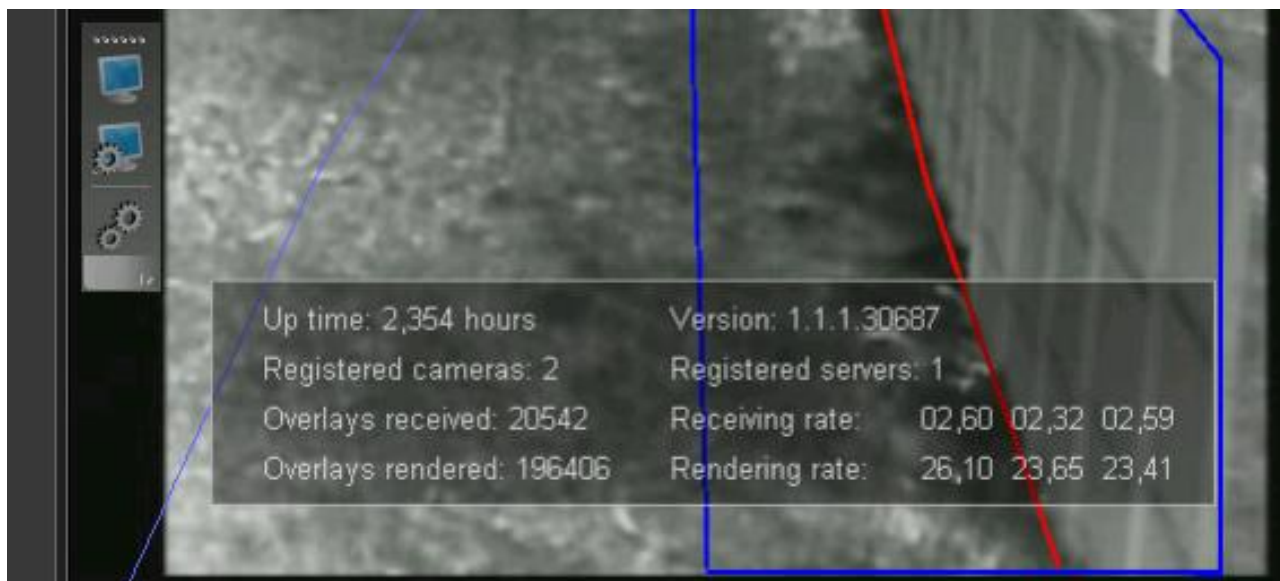 Up time: 2,354 hours Version: 1.1.1.30687
Registered cameras: 2 Registered servers: 1
Overlays received: 20542 Receiving rate: 02,60 02,32 02,59
Overlays rendered: 196406 Rendering rate: 26,10 23,65 23,41